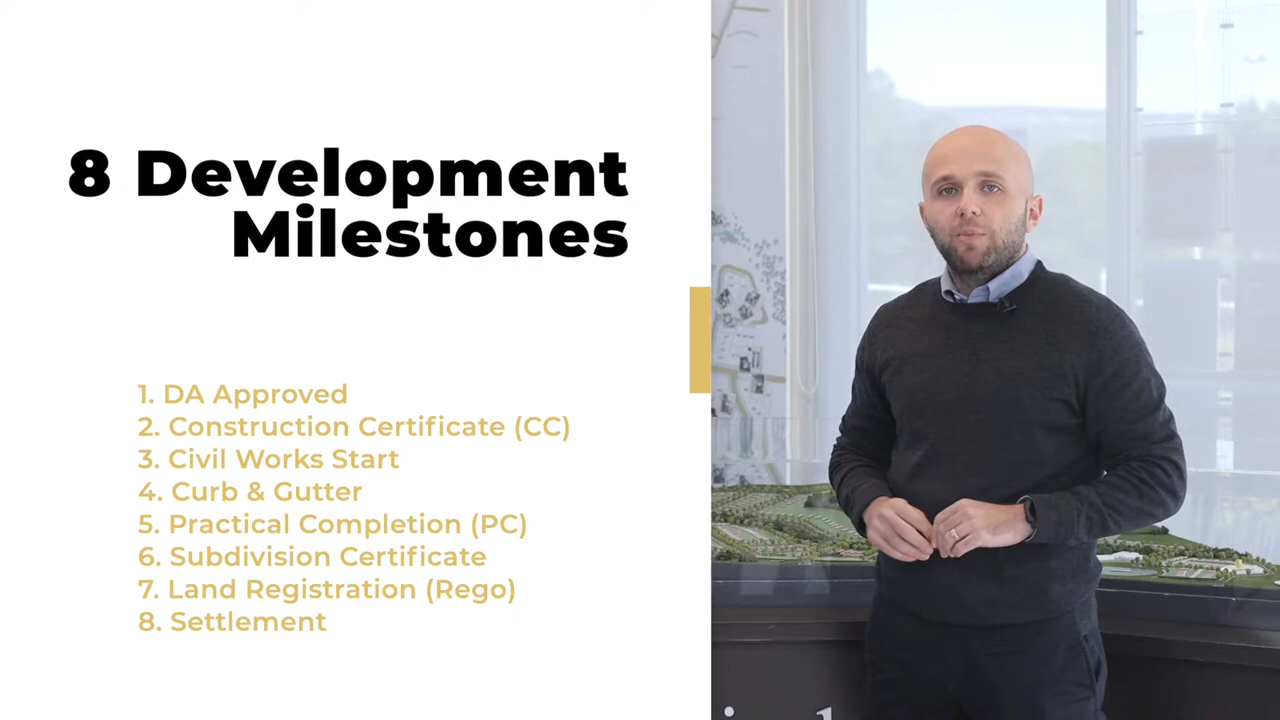 8 Development
Milestones
1. DA Approved
2. Construction Certificate (CC)
3. Civil Works Start
4. Curb & Gutter
5. Practical Completion (PC)
6. Subdivision Certificate
7. Land Registration (Rego)
8. Settlement